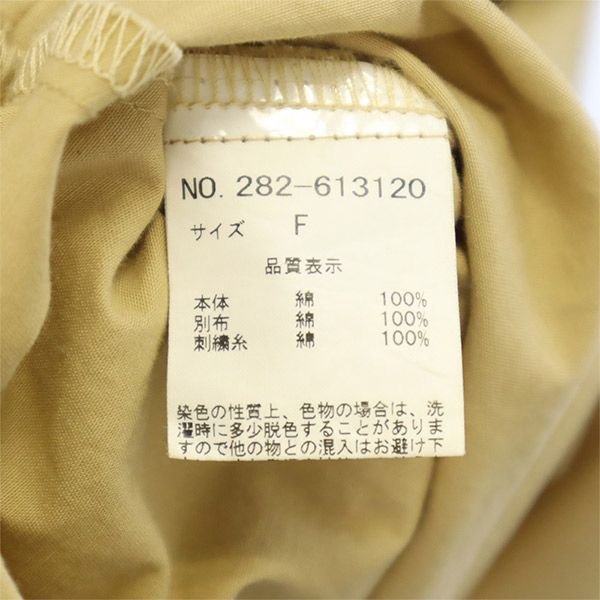 NO. 282-613120
サイズ F
品質表示
本体 綿 100%
別布 綿 100%
刺繍糸 綿 100%
染色の性質上、色物の場合は、洗
濯時に多少脱色することがありま
すので他の物との混入はお避け下